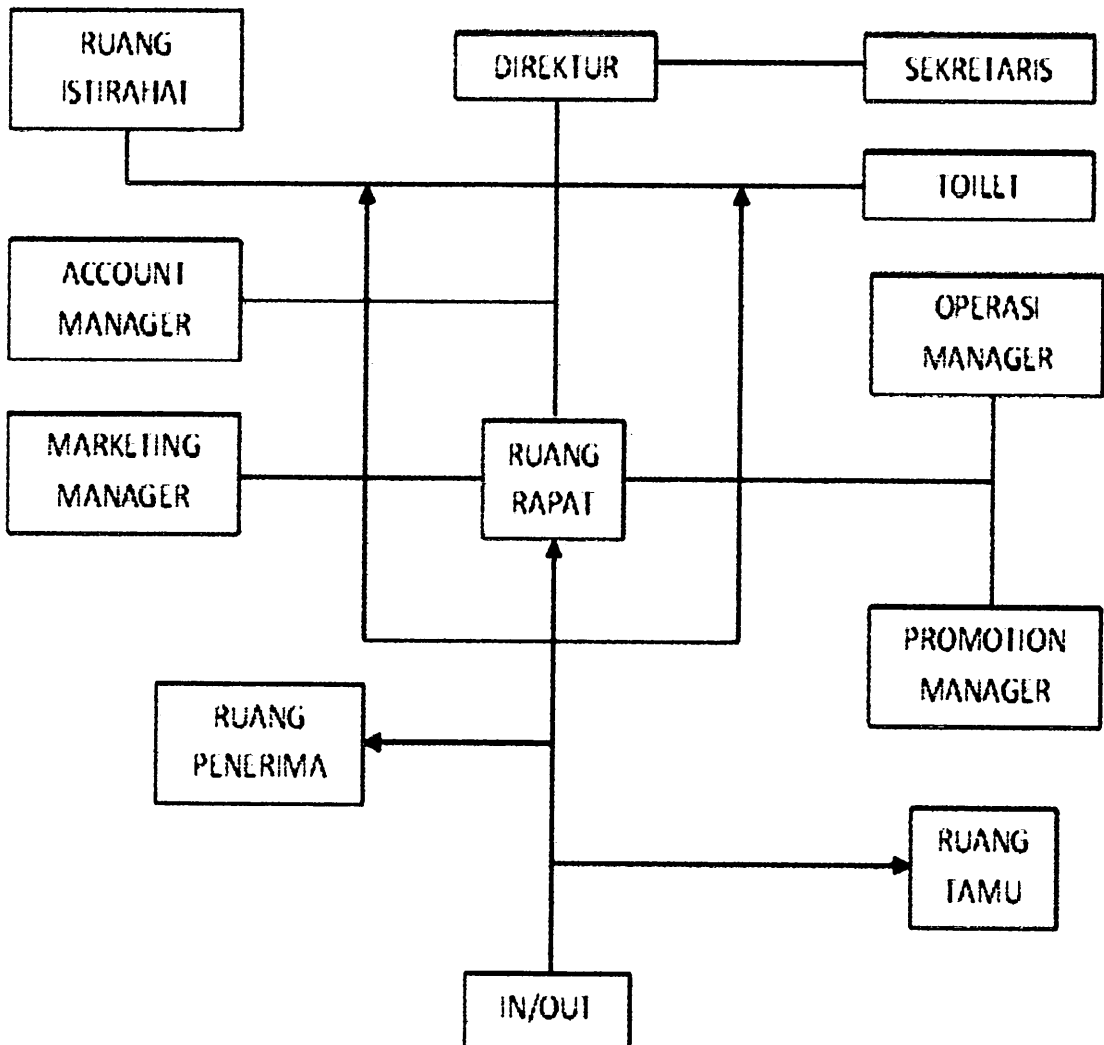 RUANG
ISTIRAHAT
DIREKTUR
SEKRETARIS
TOILET
ACCOUNT
MANAGER
OPERASI
MANAGER
MARKETING
MANAGER
RUANG
RAPAT
PROMOTION
MANAGER
RUANG
PENERIMA
RUANG
TAMU
IN/OUT